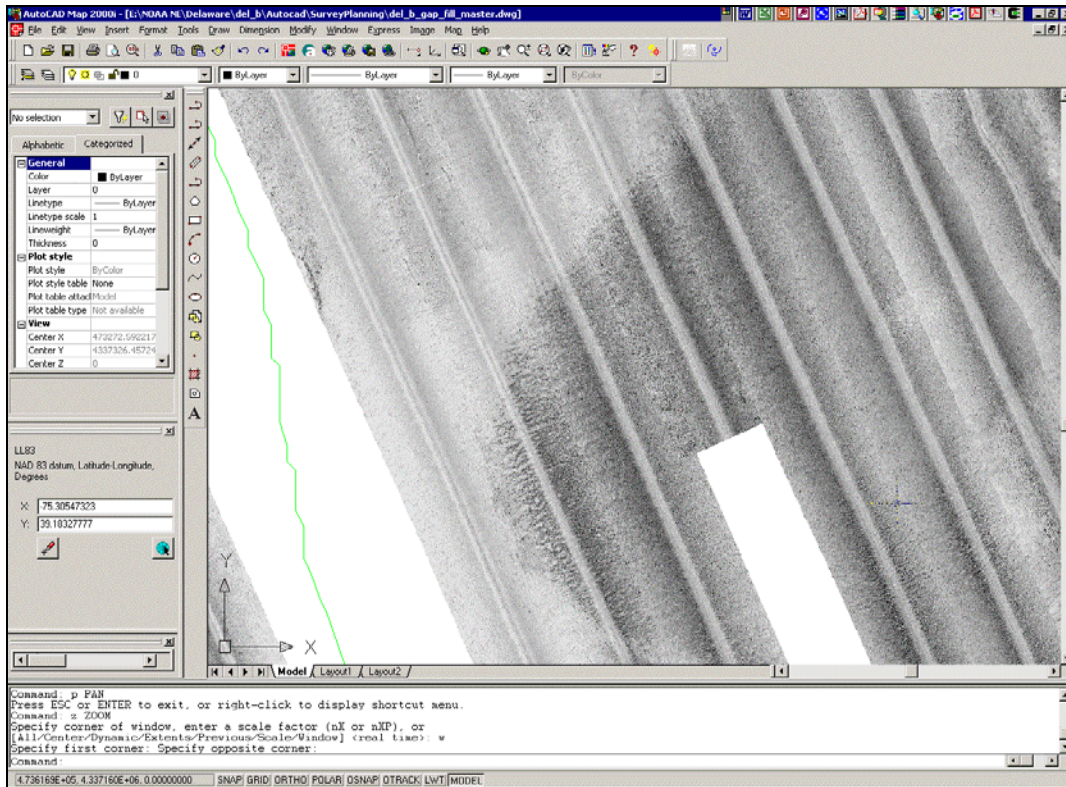 AutoCAD Map 2000i - [E:\NOAA NE\Delaware\del_b\Autocad\SurveyPlanning\del_b_gap_fill_master.dwg]
File Edit View Insert Format Tools Draw Dimension Modify Window Express Image Map Help
0 ByLayer ByLayer ByLayer ByColor
No selection
Alphabetic Categorized
General
Color ByLayer
Layer 0
Linetype ByLayer
Linetype scale 1
Lineweight ByLayer
Thickness 0
Plot style
Plot style ByColor
Plot style table None
Plot table attacl Model
Plot table type Not available
View
Center X 473272.592217
Center Y 4337326.45724
Center Z 0
A
LL83
NAD 83 datum, Latitude-Longitude,
Degrees
X: -75.30547323
Y: 39.18327777
Y
X
Model Layout1 Layout2
Command: p PAN
Press ESC or ENTER to exit, or right-click to display shortcut menu.
Command: z ZOOM
Specify corner of window, enter a scale factor (nX or nXP), or
[All/Center/Dynamic/Extents/Previous/Scale/Window] <real time>: w
Specify first corner: Specify opposite corner:
Command:
4.736169E+05, 4.337160E+06, 0.00000000 SNAP GRID ORTHO POLAR OSNAP OTRACK LWT MODEL